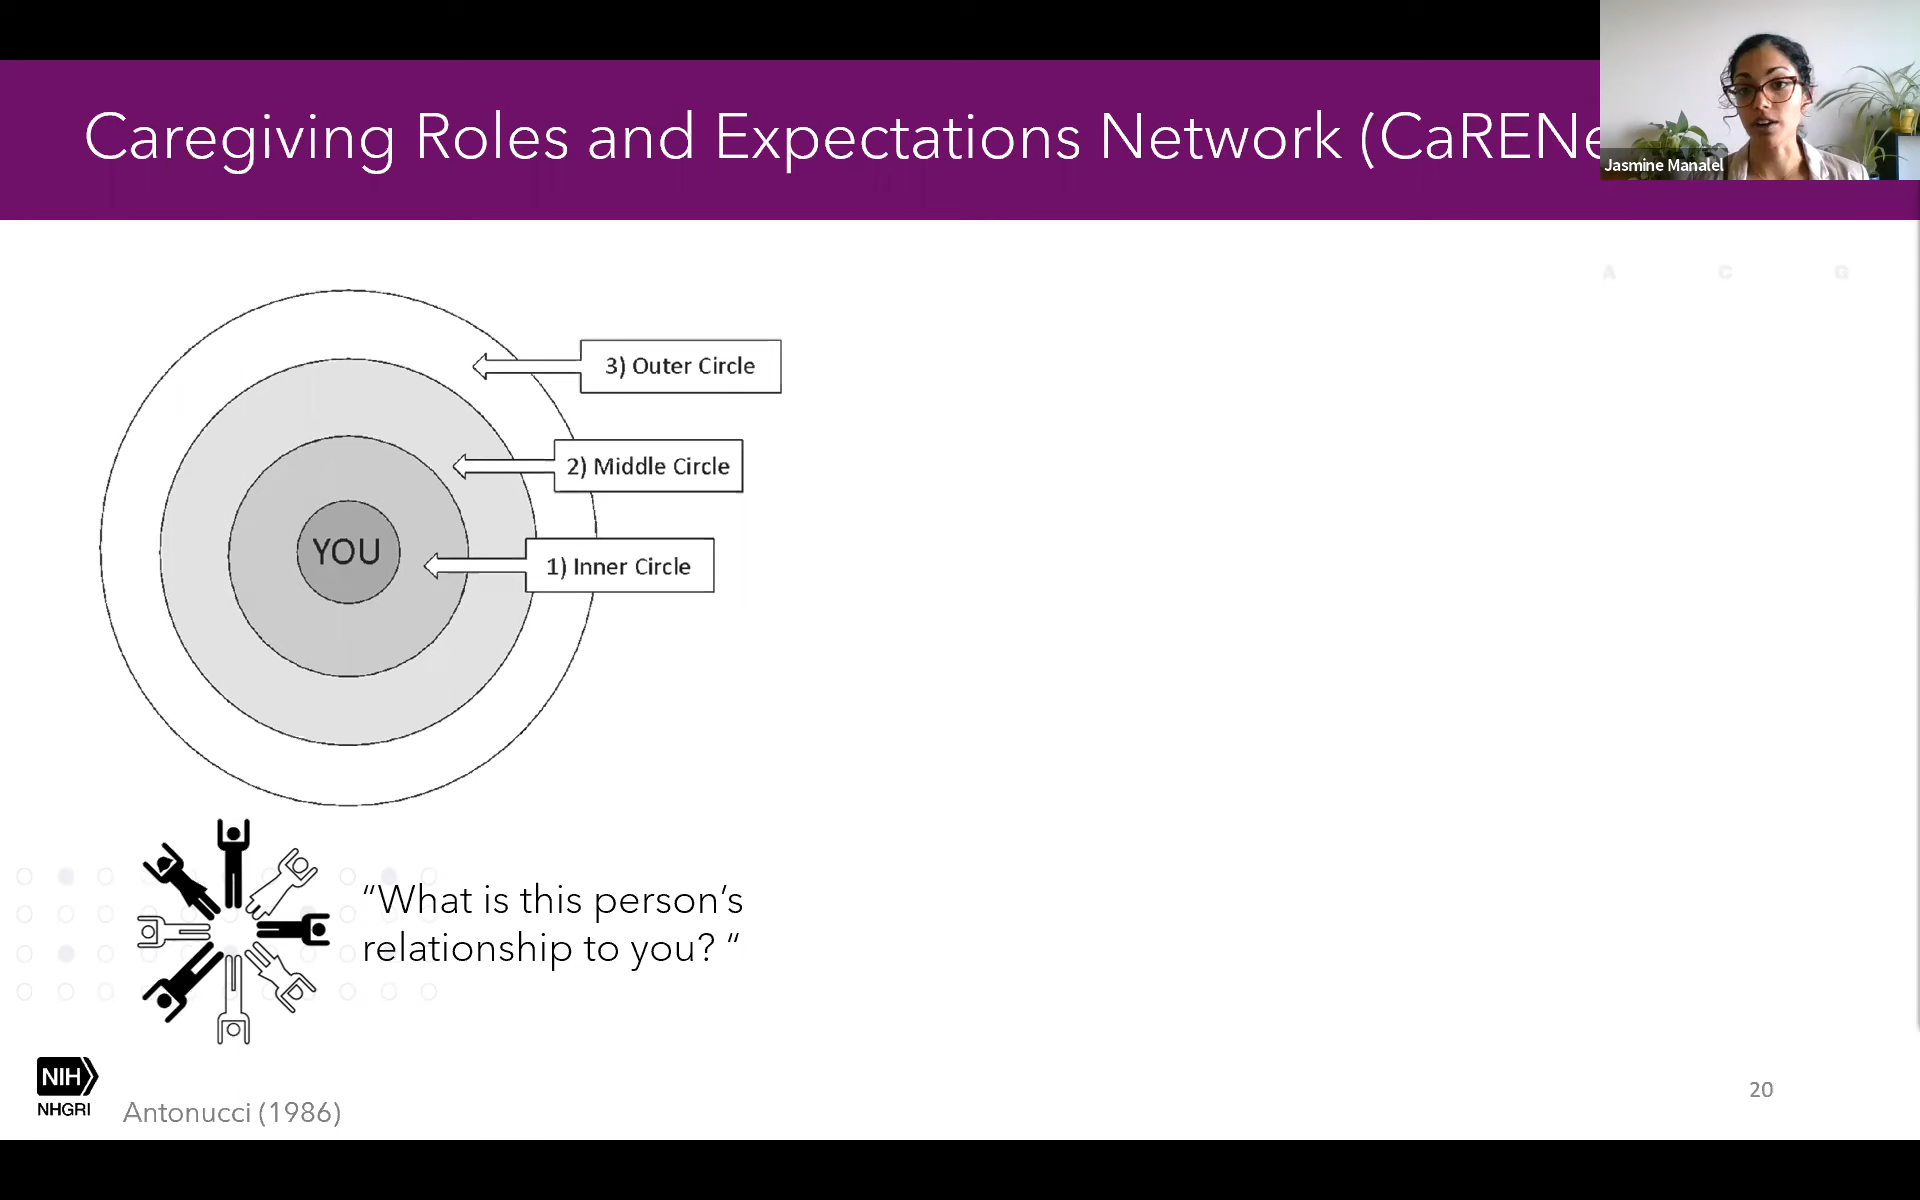 Caregiving Roles and Expectations Network (CaRENe
Jasmine Manalel
A C G
3) Outer Circle
2) Middle Circle
YOU
1) Inner Circle
“What is this person’s
relationship to you? “
NIH
NHGRI
Antonucci (1986)
20